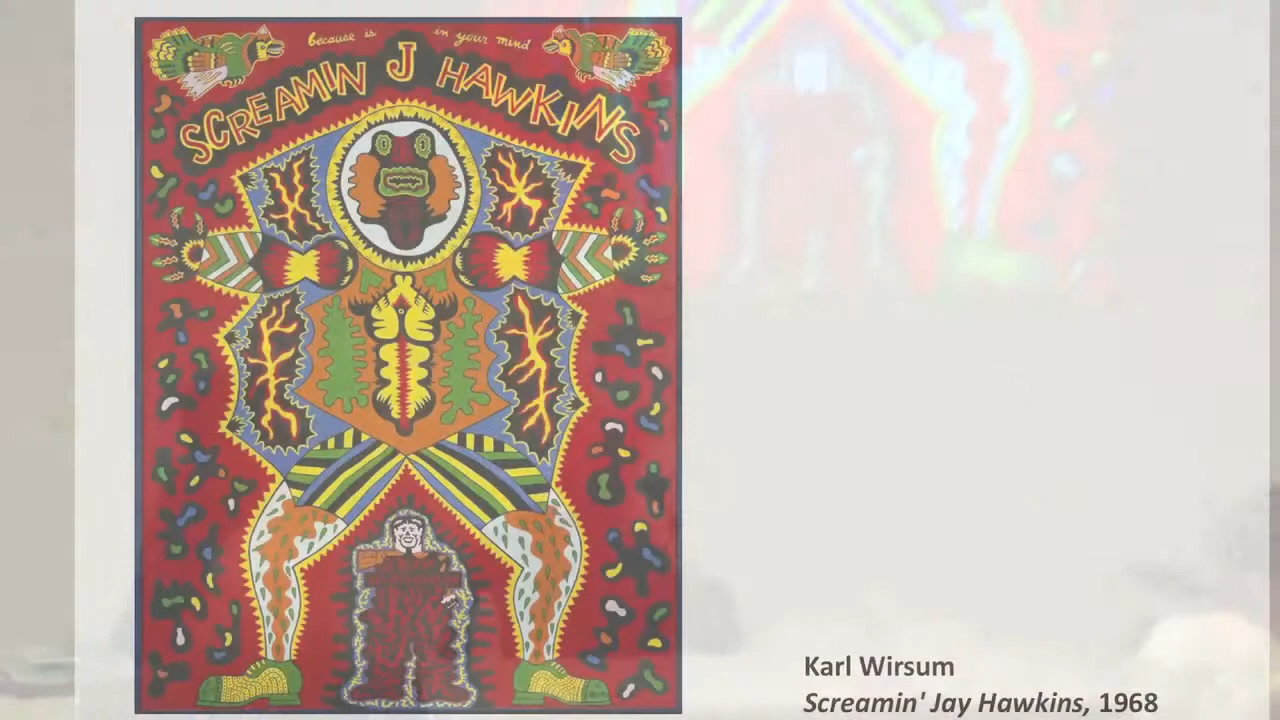 because is in your mind
SCREAMIN J HAWKINS
Karl Wirsum
Screamin' Jay Hawkins, 1968